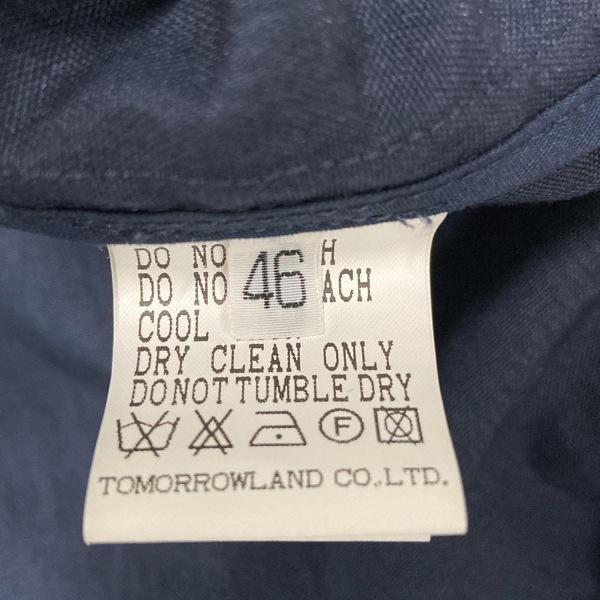 DO NO 46 H
DO NO ACH
COOL
DRY CLEAN ONLY
DO NOT TUMBLE DRY
F
TOMORROWLAND CO.,LTD.